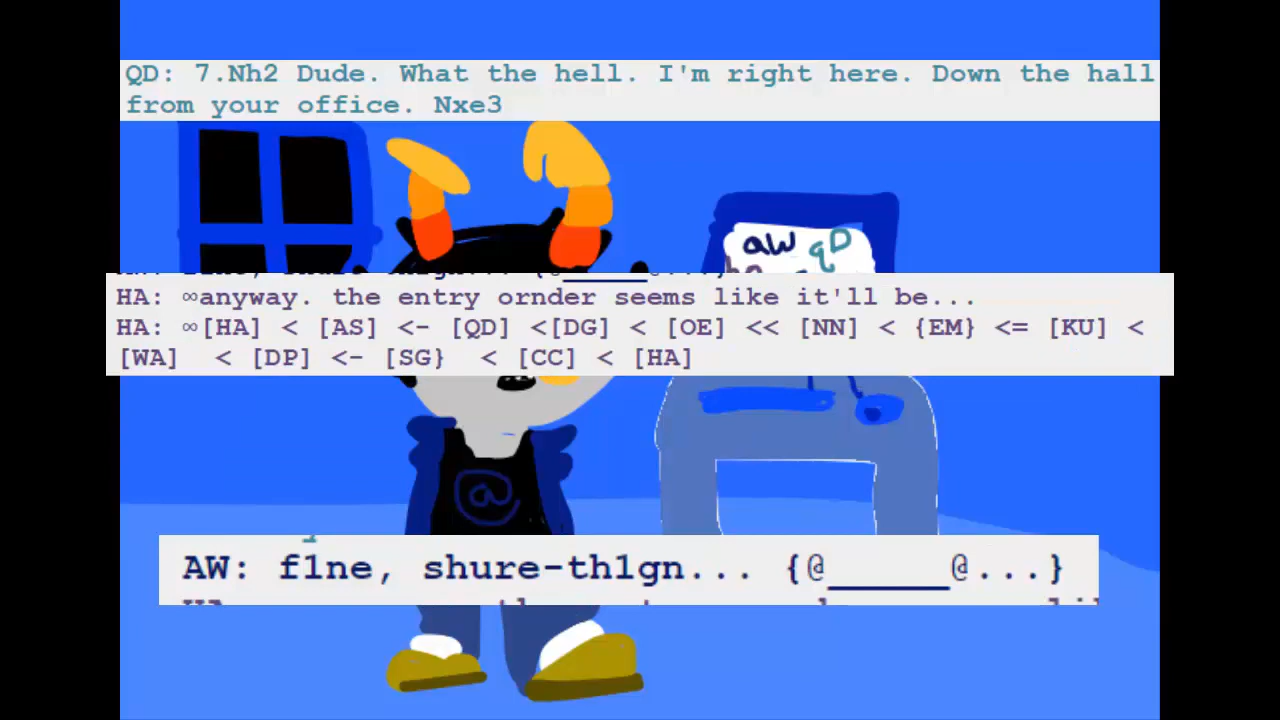 QD: 7.Nh2 Dude. What the hell. I'm right here. Down the hall
from your office. Nxe3
aw qD
HA: ∞anyway. the entry ornder seems like it'll be...
HA: ∞[HA] < [AS] <- [QD] <[DG] < [OE] << [NN] < {EM} <= [KU] <
[WA]  < [DP] <- [SG}  < [CC] < [HA]
@
AW: f1ne, shure-th1gn... {@_____@...}